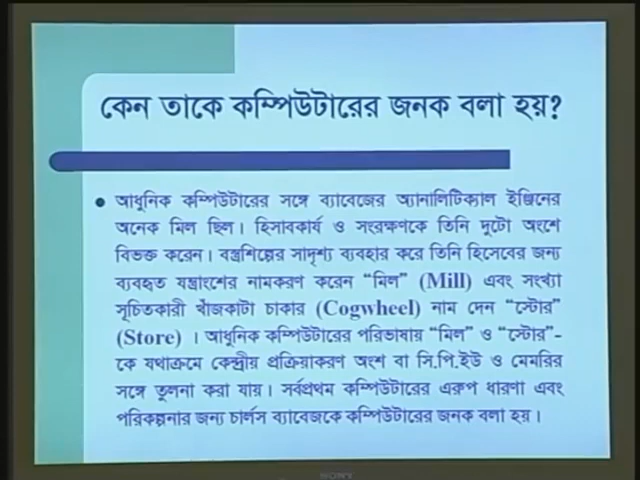 কেন তাকে কম্পিউটারের জনক বলা হয়?
আধুনিক কম্পিউটারের সঙ্গে ব্যাবেজের অ্যানালিটিক্যাল ইঞ্জিনের
অনেক মিল ছিল। হিসাবকার্য ও সংরক্ষণকে তিনি দুটো অংশে
বিভক্ত করেন। বস্ত্রশিল্পের সাদৃশ্য ব্যবহার করে তিনি হিসেবের জন্য
ব্যবহৃত যন্ত্রাংশের নামকরণ করেন “মিল” (Mill) এবং সংখ্যা
সূচিতকারী খাঁজকাটা চাকার (Cogwheel) নাম দেন “স্টোর”
(Store) । আধুনিক কম্পিউটারের পরিভাষায় “মিল” ও “স্টোর”-
কে যথাক্রমে কেন্দ্রীয় প্রক্রিয়াকরণ অংশ বা সি.পি.ইউ ও মেমরির
সঙ্গে তুলনা করা যায়। সর্বপ্রথম কম্পিউটারের এরূপ ধারণা এবং
পরিকল্পনার জন্য চার্লস ব্যাবেজকে কম্পিউটারের জনক বলা হয়।
SONY